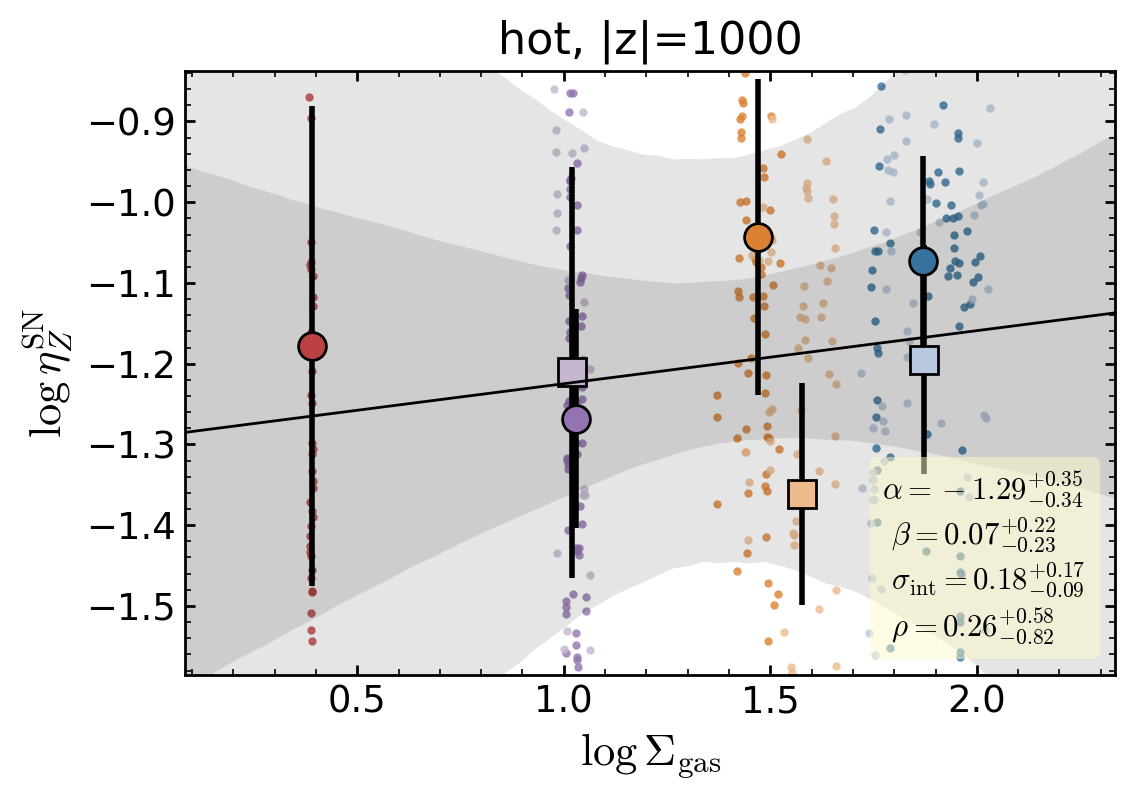 hot, |z|=1000
log η_Z^SN
−0.9
−1.0
−1.1
−1.2
−1.3
−1.4
−1.5
α = −1.29^{+0.35}_{−0.34}
β = 0.07^{+0.22}_{−0.23}
σ_int = 0.18^{+0.17}_{−0.09}
ρ = 0.26^{+0.58}_{−0.82}
0.5 1.0 1.5 2.0
log Σ_gas